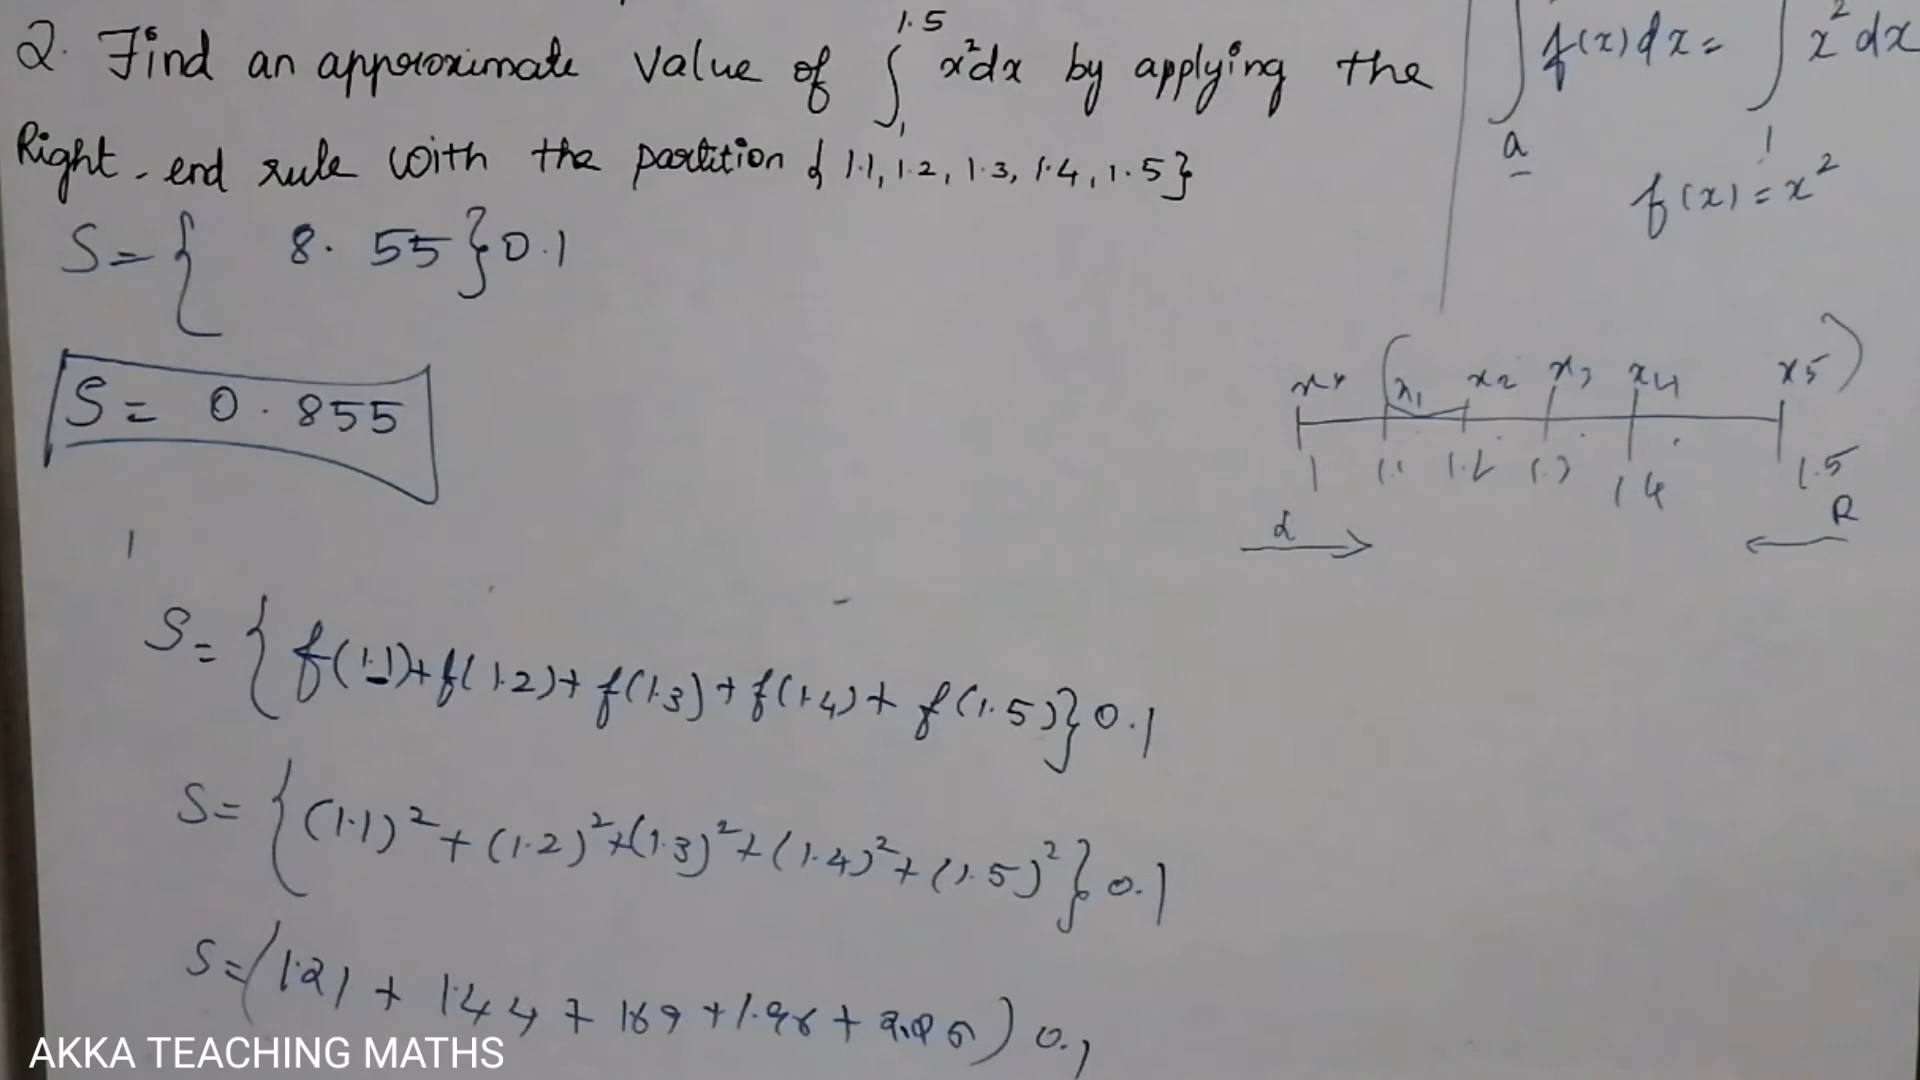 2. Find an approximate value of ∫₁^1.5 x²dx by applying the
Right-end rule with the partition { 1.1, 1.2, 1.3, 1.4, 1.5}
S = { 8.55} 0.1
S = 0.855
S = { f(1.1) + f(1.2) + f(1.3) + f(1.4) + f(1.5)} 0.1
S = { (1.1)² + (1.2)² + (1.3)² + (1.4)² + (1.5)² } 0.1
S = (1.21 + 1.44 + 1.69 + 1.96 + 2.25) 0.1
∫ₐ f(x)dx = ∫₁ x²dx
f(x) = x²
x₁ x₂ x₃ x₄ x₅
1 1.1 1.2 1.3 1.4 1.5
L R
AKKA TEACHING MATHS